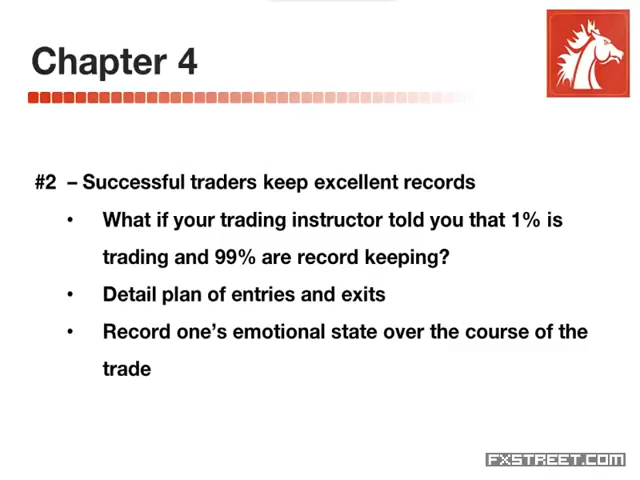 Chapter 4
#2 – Successful traders keep excellent records
• What if your trading instructor told you that 1% is
trading and 99% are record keeping?
• Detail plan of entries and exits
• Record one’s emotional state over the course of the
trade
FXSTREET.COM